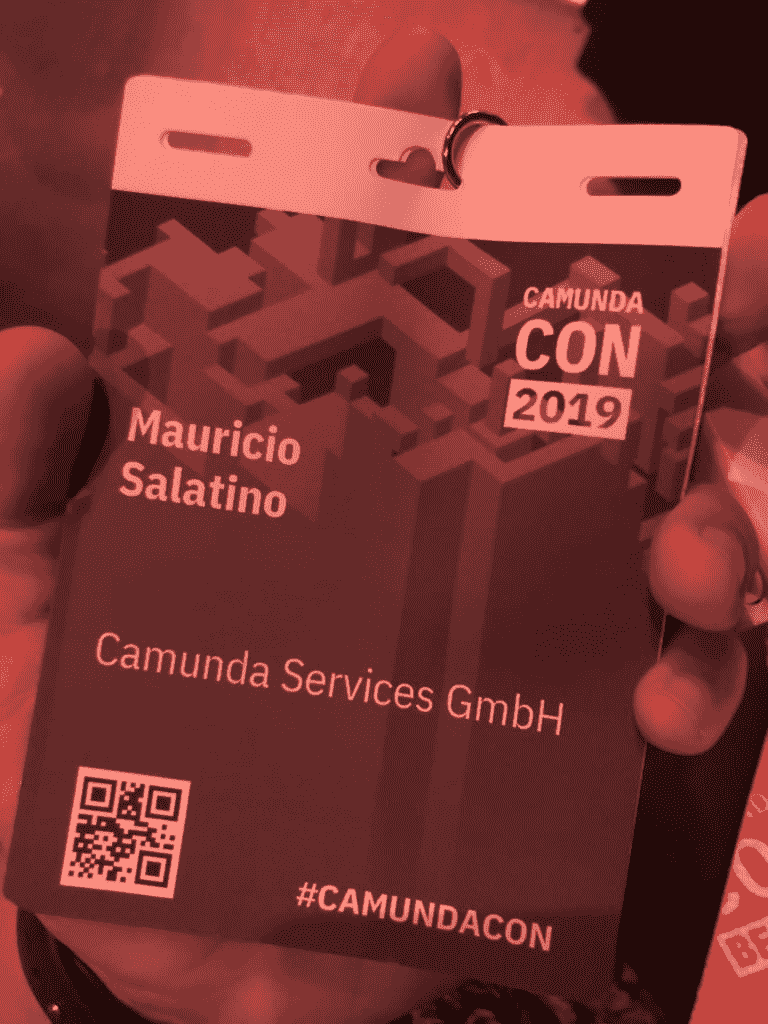 CAMUNDA
CON
2019
Mauricio
Salatino
Camunda Services GmbH
#CAMUNDACON